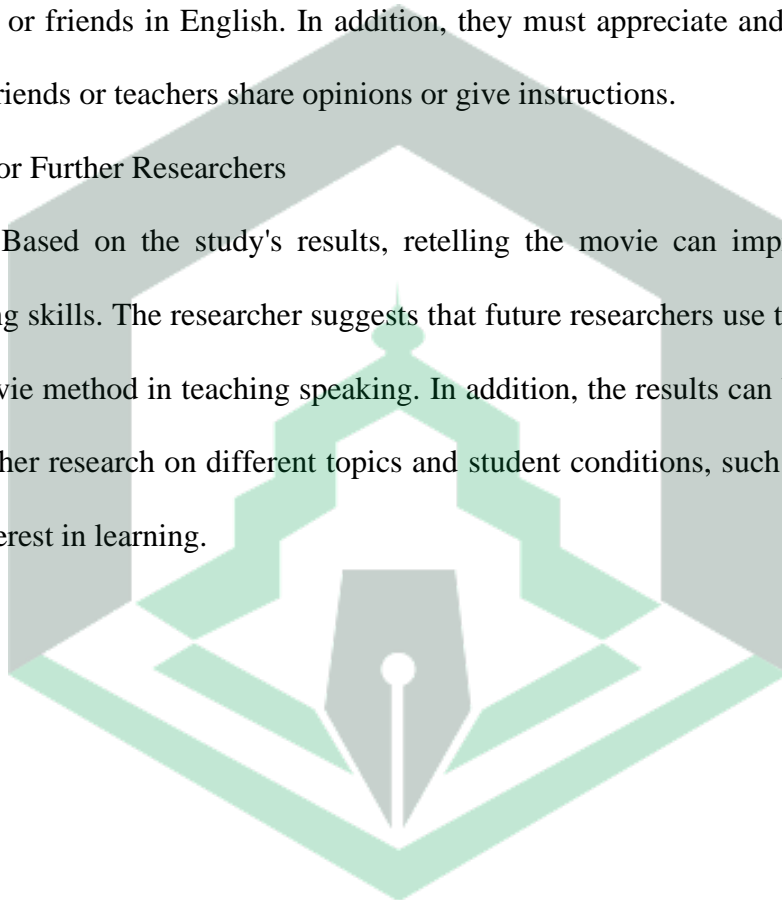 or friends in English. In addition, they must appreciate and
riends or teachers share opinions or give instructions.
or Further Researchers
Based on the study's results, retelling the movie can imp
ng skills. The researcher suggests that future researchers use t
vie method in teaching speaking. In addition, the results can
her research on different topics and student conditions, such
erest in learning.